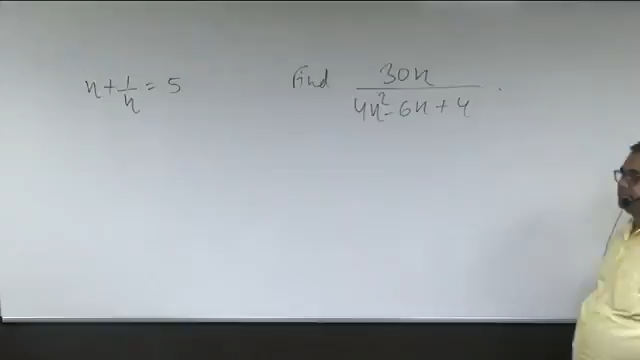 n + 1/n = 5
Find 30n / (4n² - 6n + 4) .